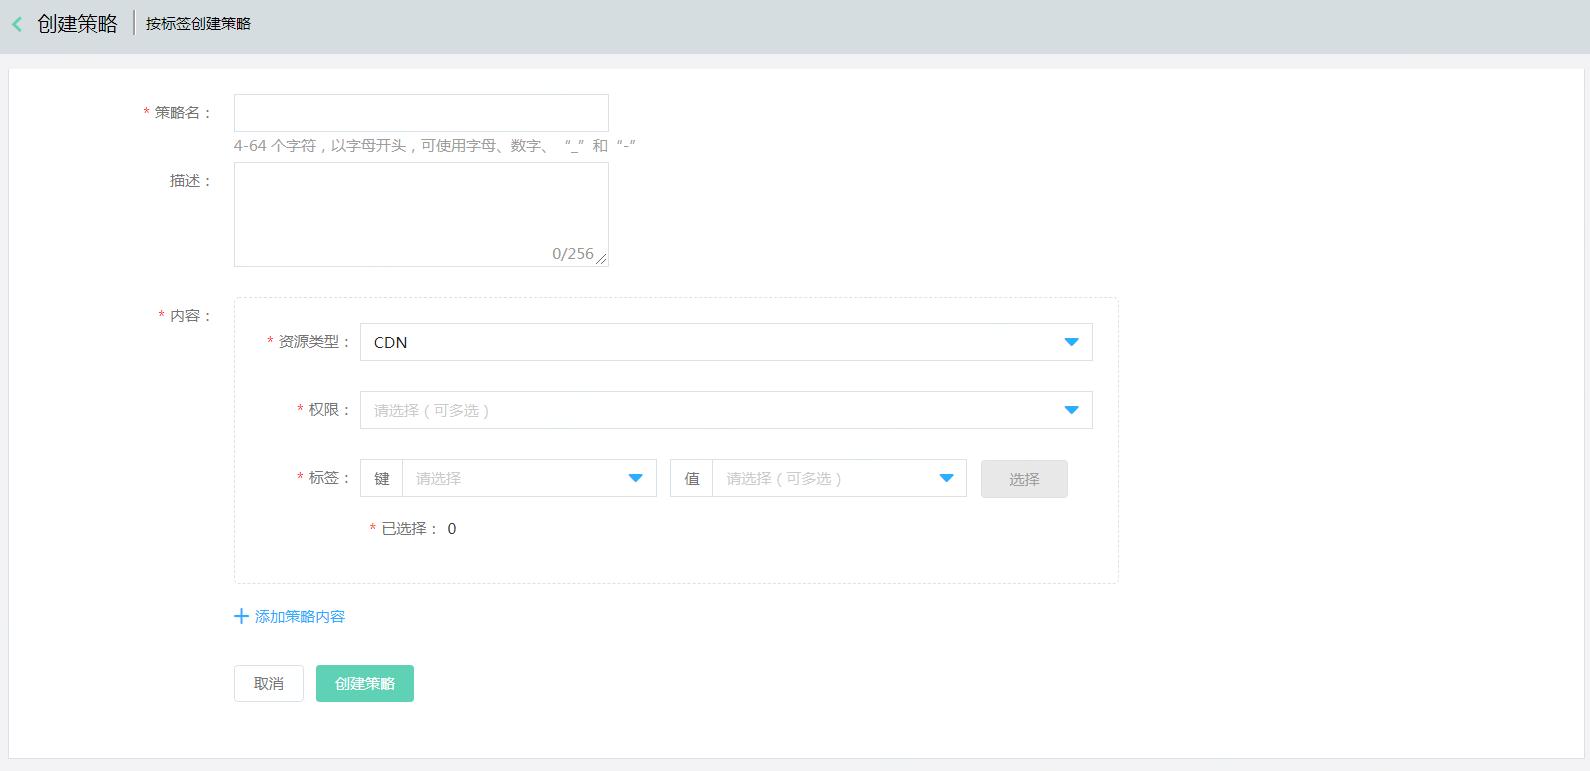 创建策略 按标签创建策略
* 策略名：
4-64 个字符，以字母开头，可使用字母、数字、“_”和“-”
描述：
0/256
* 内容：
* 资源类型： CDN
* 权限： 请选择（可多选）
* 标签： 键 请选择 值 请选择（可多选） 选择
* 已选择： 0
添加策略内容
取消 创建策略